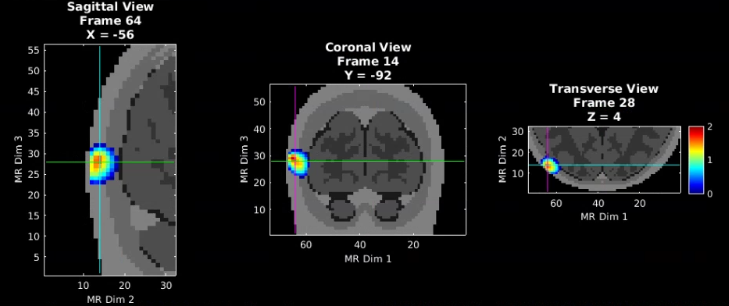 Sagittal View
Frame 64
X = -56
55
50
45
40
35
30
25
20
15
10
5
MR Dim 3
10
20
30
MR Dim 2
Coronal View
Frame 14
Y = -92
50
40
30
20
10
MR Dim 3
60
40
20
MR Dim 1
Transverse View
Frame 28
Z = 4
30
20
10
MR Dim 2
60
40
20
MR Dim 1
2
1
0